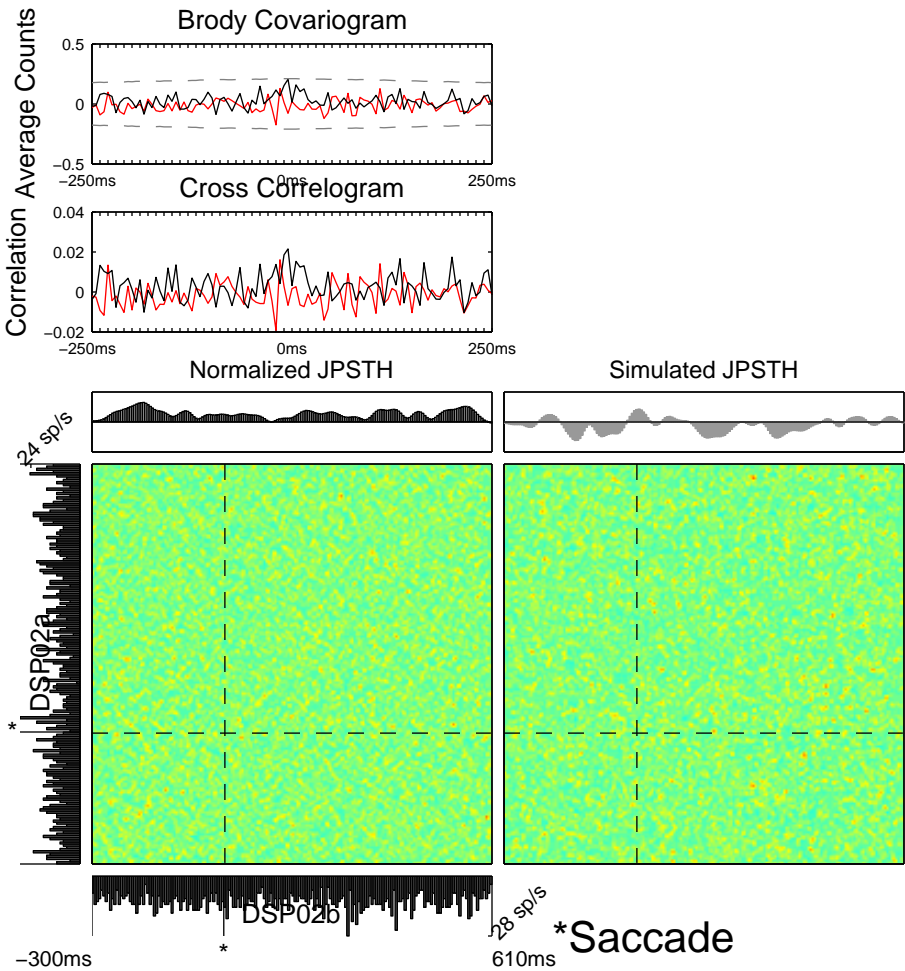 Brody Covariogram
Average Counts
0.5
0
−0.5
−250ms
0ms
250ms
Cross Correlogram
Correlation
0.04
0.02
0
−0.02
−250ms
0ms
250ms
Normalized JPSTH
Simulated JPSTH
24 sp/s
DSP02a
*
DSP02b
28 sp/s
*
*Saccade
−300ms
610ms